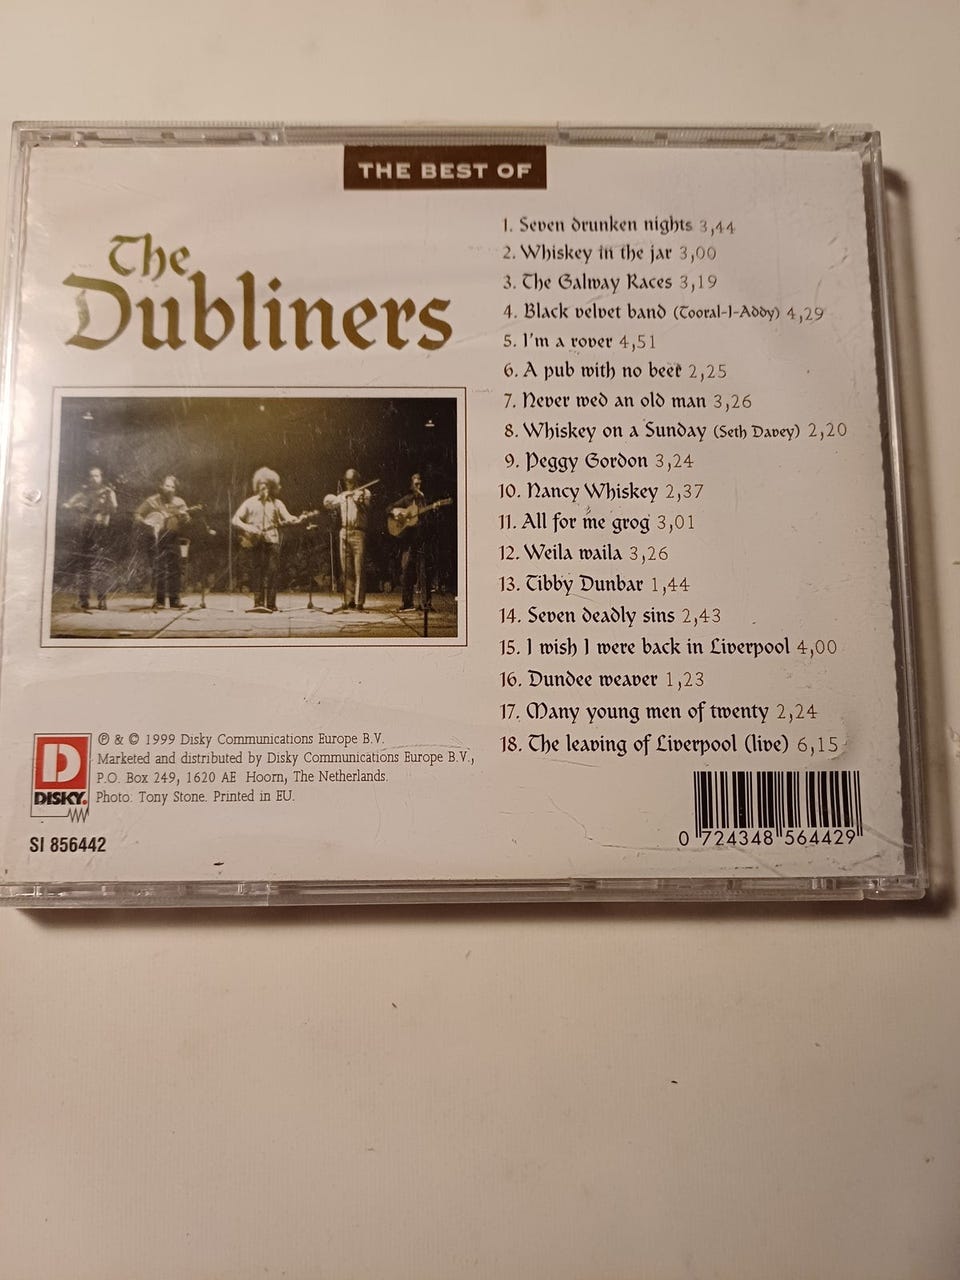 THE BEST OF
The
Dubliners
1. Seven drunken nights 3,44
2. Whiskey in the jar 3,00
3. The Galway Races 3,19
4. Black velvet band (Tooral-I-Addy) 4,29
5. I'm a rover 4,51
6. A pub with no beer 2,25
7. Never wed an old man 3,26
8. Whiskey on a Sunday (Seth Davey) 2,20
9. Peggy Gordon 3,24
10. Nancy Whiskey 2,37
11. All for me grog 3,01
12. Weila waila 3,26
13. Tibby Dunbar 1,44
14. Seven deadly sins 2,43
15. I wish I were back in Liverpool 4,00
16. Dundee weaver 1,23
17. Many young men of twenty 2,24
18. The leaving of Liverpool (live) 6,15
D
DISKY.
℗ & © 1999 Disky Communications Europe B.V.
Marketed and distributed by Disky Communications Europe B.V.,
P.O. Box 249, 1620 AE Hoorn, The Netherlands.
Photo: Tony Stone. Printed in EU.
SI 856442
0 724348 564429